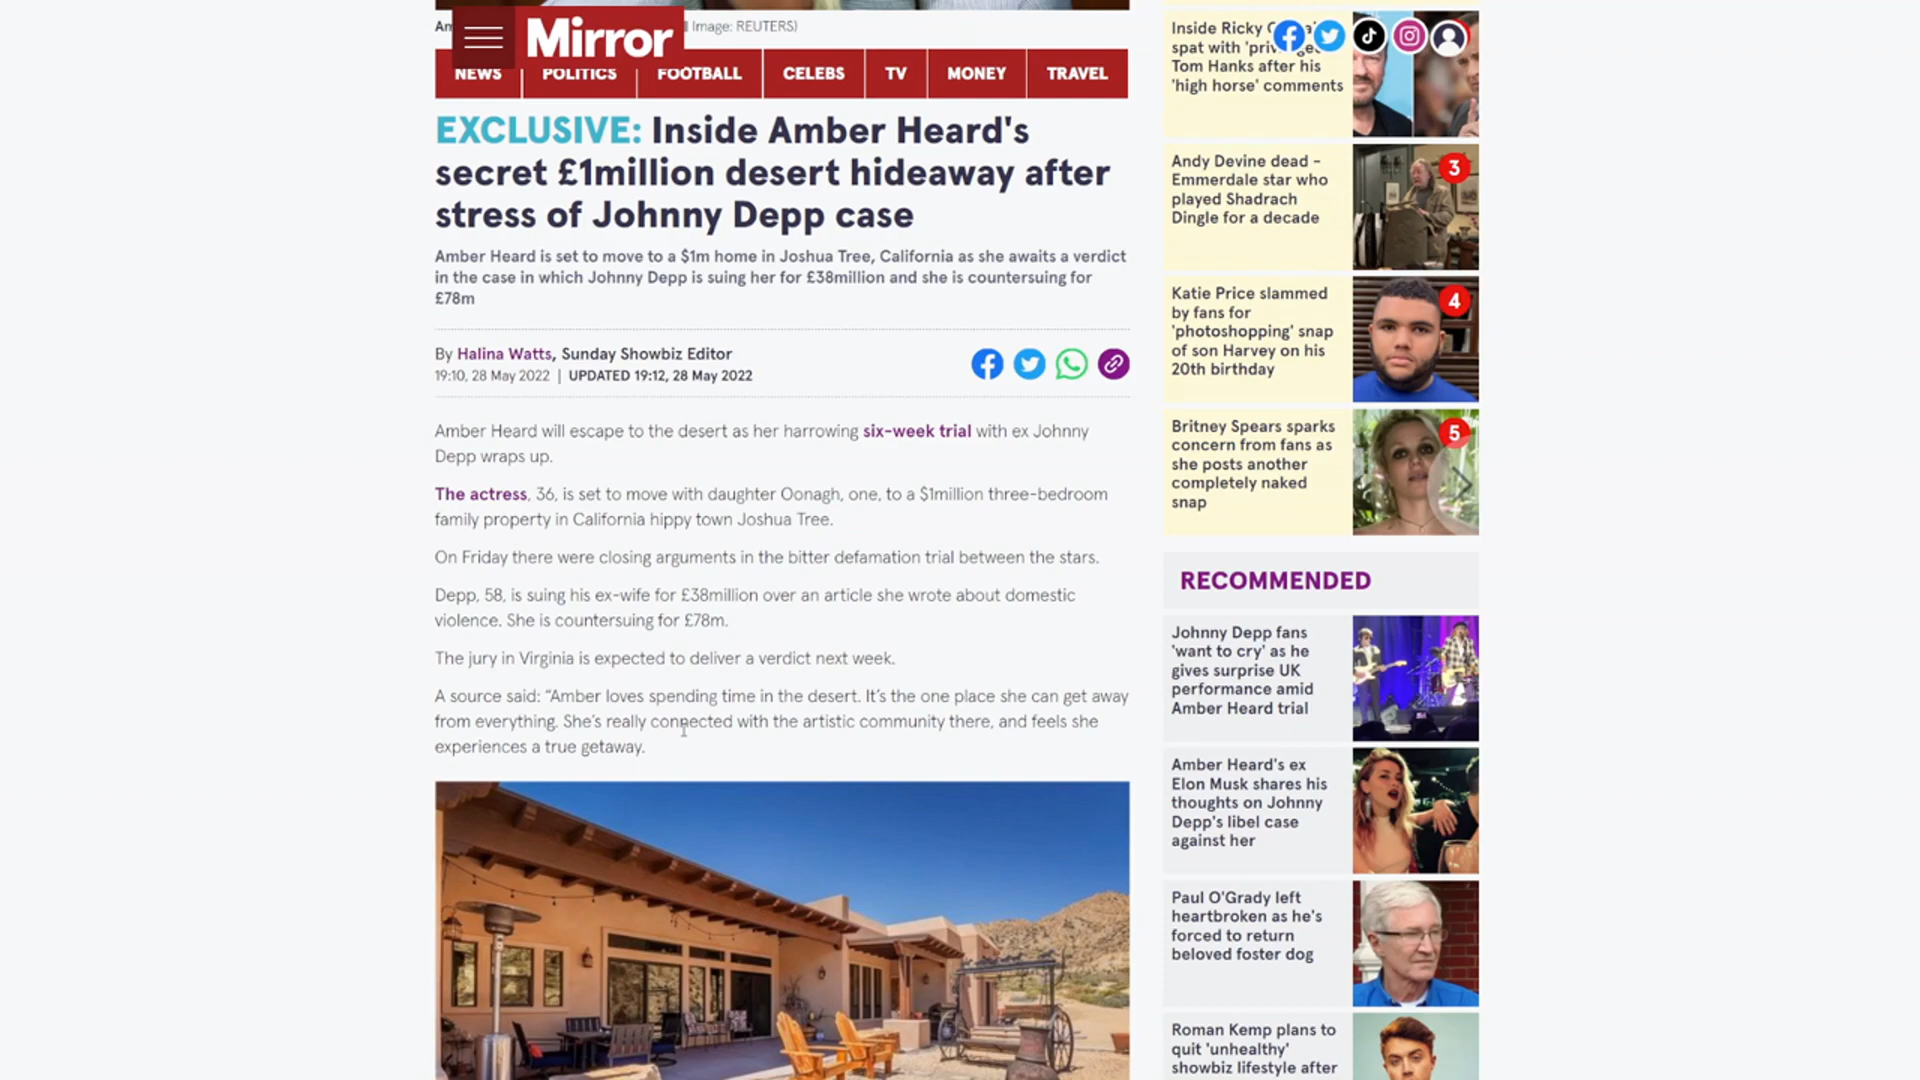 Am
Image: REUTERS)
Mirror
NEWS
POLITICS
FOOTBALL
CELEBS
TV
MONEY
TRAVEL
EXCLUSIVE: Inside Amber Heard's
secret £1million desert hideaway after
stress of Johnny Depp case
Amber Heard is set to move to a $1m home in Joshua Tree, California as she awaits a verdict
in the case in which Johnny Depp is suing her for £38million and she is countersuing for
£78m
By Halina Watts, Sunday Showbiz Editor
19:10, 28 May 2022 | UPDATED 19:12, 28 May 2022
Amber Heard will escape to the desert as her harrowing six-week trial with ex Johnny
Depp wraps up.
The actress, 36, is set to move with daughter Oonagh, one, to a $1million three-bedroom
family property in California hippy town Joshua Tree.
On Friday there were closing arguments in the bitter defamation trial between the stars.
Depp, 58, is suing his ex-wife for £38million over an article she wrote about domestic
violence. She is countersuing for £78m.
The jury in Virginia is expected to deliver a verdict next week.
A source said: “Amber loves spending time in the desert. It’s the one place she can get away
from everything. She’s really connected with the artistic community there, and feels she
experiences a true getaway.
Inside Ricky
spat with
Tom Hanks after his
'high horse' comments
Andy Devine dead -
Emmerdale star who
played Shadrach
Dingle for a decade
3
Katie Price slammed
by fans for
'photoshopping' snap
of son Harvey on his
20th birthday
4
Britney Spears sparks
concern from fans as
she posts another
completely naked
snap
5
RECOMMENDED
Johnny Depp fans
'want to cry' as he
gives surprise UK
performance amid
Amber Heard trial
Amber Heard's ex
Elon Musk shares his
thoughts on Johnny
Depp's libel case
against her
Paul O'Grady left
heartbroken as he's
forced to return
beloved foster dog
Roman Kemp plans to
quit 'unhealthy'
showbiz lifestyle after